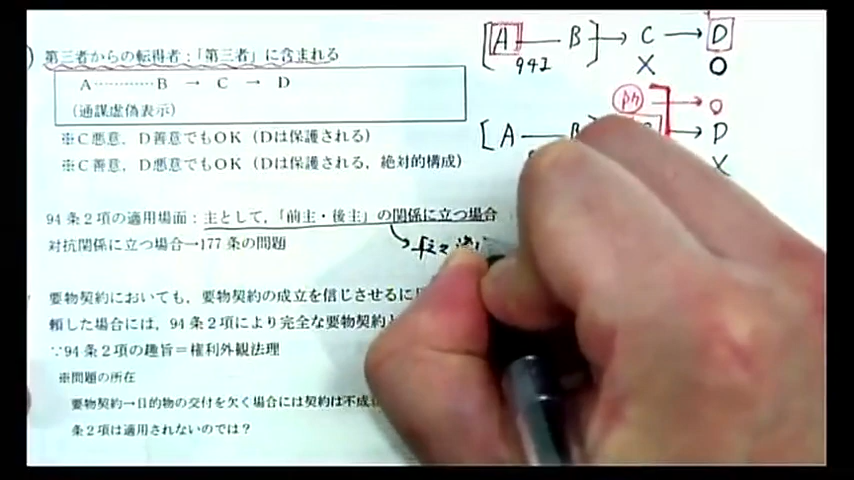 第三者からの転得者：「第三者」に含まれる
A…………B → C → D
（通謀虚偽表示）
※C悪意，D善意でもOK（Dは保護される）
※C善意，D悪意でもOK（Dは保護される，絶対的構成）
94条2項の適用場面：主として，「前主・後主」の関係に立つ場合
対抗関係に立つ場合→177条の問題
要物契約においても，要物契約の成立を信じさせるに
頼した場合には，94条2項により完全な要物契約と
∵94条2項の趣旨＝権利外観法理
※問題の所在
要物契約→目的物の交付を欠く場合には契約は不成
条2項は適用されないのでは？
[A — B] → C → D
942 × ○
→ ○
[A — B → D
×